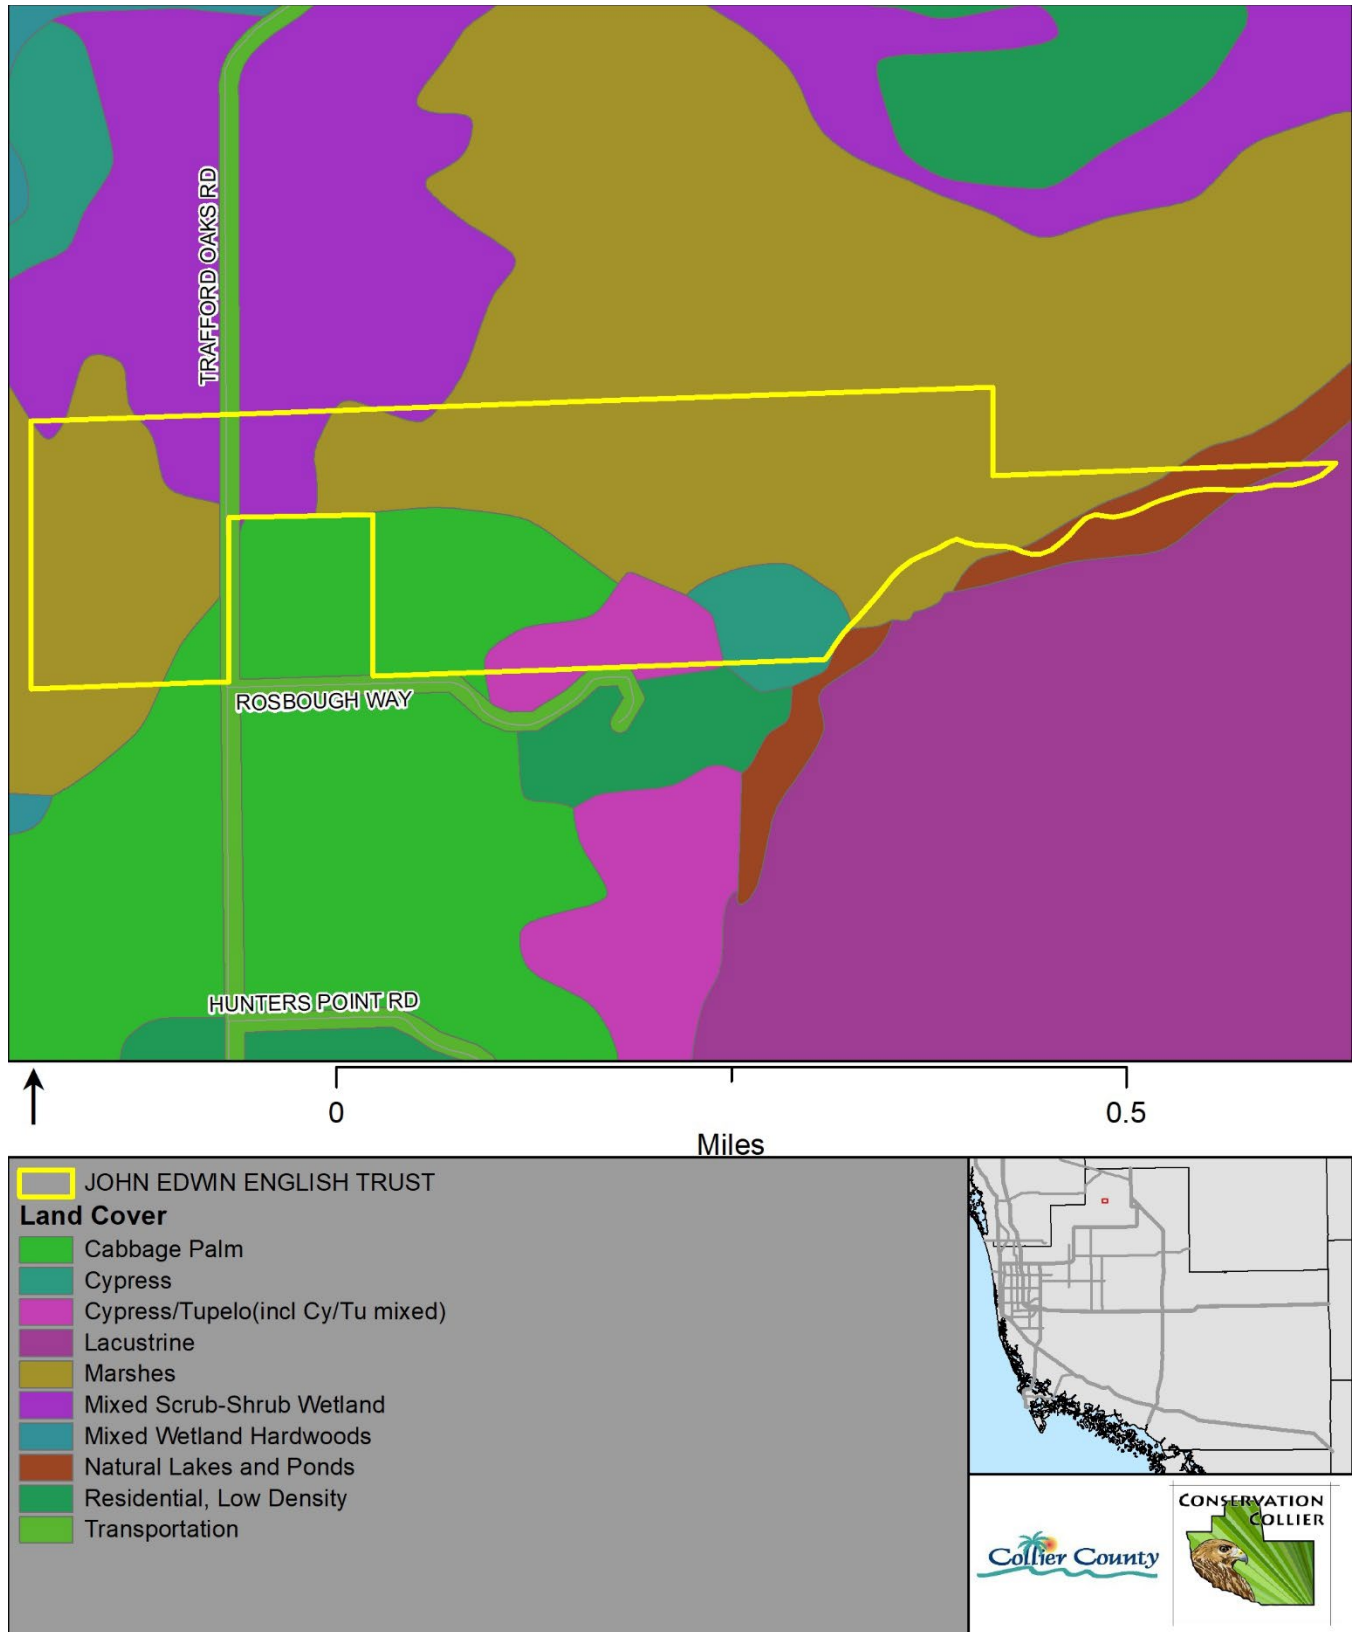 TRAFFORD OAKS RD
ROSBOUGH WAY
HUNTERS POINT RD
0
0.5
Miles
JOHN EDWIN ENGLISH TRUST
Land Cover
Cabbage Palm
Cypress
Cypress/Tupelo(incl Cy/Tu mixed)
Lacustrine
Marshes
Mixed Scrub-Shrub Wetland
Mixed Wetland Hardwoods
Natural Lakes and Ponds
Residential, Low Density
Transportation
Collier County
CONSERVATION
COLLIER